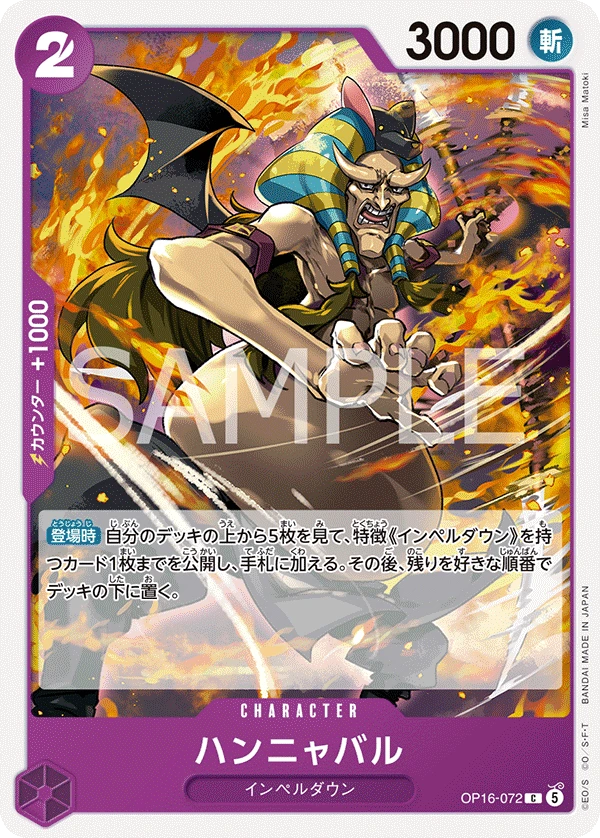 2
3000
斬
Misa Matoki
カウンター +1000
SAMPLE
登場時 自分のデッキの上から5枚を見て、特徴《インペルダウン》を持
つカード1枚までを公開し、手札に加える。その後、残りを好きな順番で
デッキの下に置く。
CHARACTER
ハンニャバル
インペルダウン
OP16-072 C 5
©E.O/S ©O/S・F・T BANDAI MADE IN JAPAN